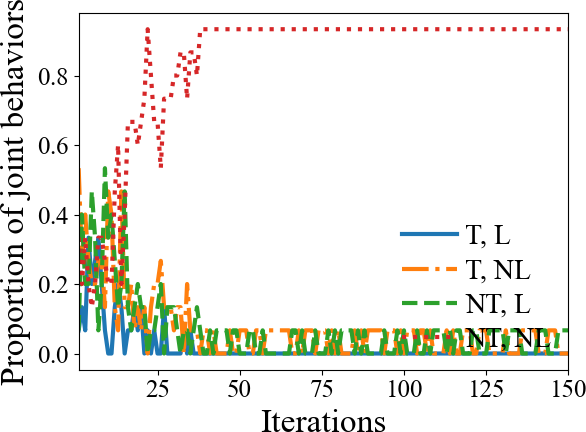 Proportion of joint behaviors
0.8
0.6
0.4
0.2
0.0
T, L
T, NL
NT, L
NT, NL
25
50
75
100
125
150
Iterations